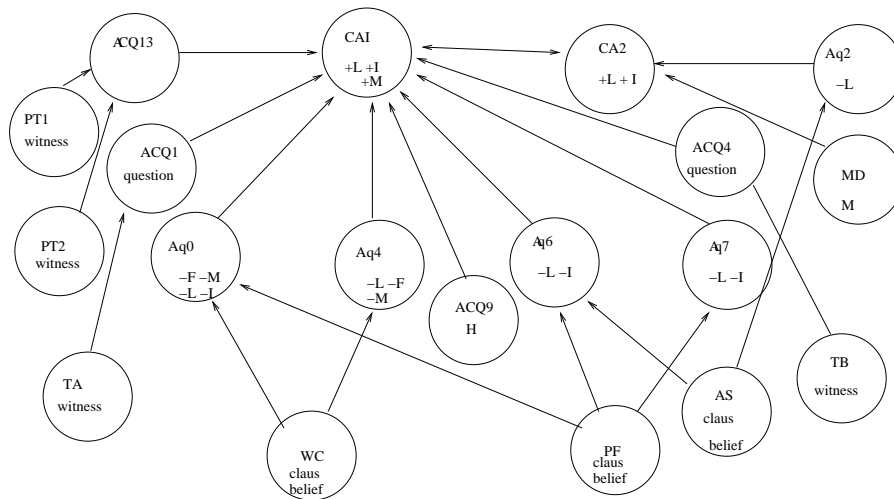 ACQ13
CAI
+L +I
+M
CA2
+L + I
Aq2
–L
PT1
witness
ACQ1
question
ACQ4
question
MD
M
PT2
witness
Aq0
–F –M
–L –I
Aq4
–L –F
–M
Aq6
–L –I
Aq7
–L –I
ACQ9
H
TA
witness
TB
witness
AS
claus
belief
WC
claus
belief
PF
claus
belief